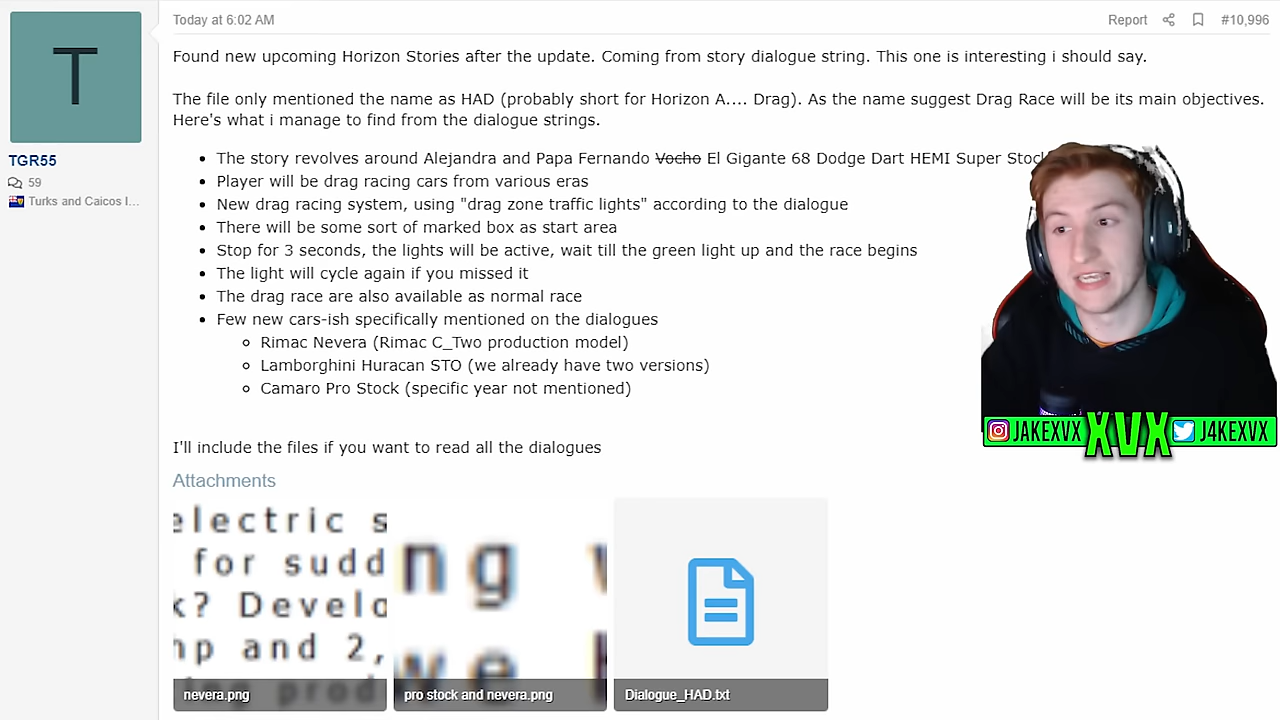 T
Today at 6:02 AM
Report
#10,996
TGR55
59
Turks and Caicos I...
Found new upcoming Horizon Stories after the update. Coming from story dialogue string. This one is interesting i should say.
The file only mentioned the name as HAD (probably short for Horizon A.... Drag). As the name suggest Drag Race will be its main objectives.
Here's what i manage to find from the dialogue strings.
• The story revolves around Alejandra and Papa Fernando Vocho El Gigante 68 Dodge Dart HEMI Super Stock
• Player will be drag racing cars from various eras
• New drag racing system, using "drag zone traffic lights" according to the dialogue
• There will be some sort of marked box as start area
• Stop for 3 seconds, the lights will be active, wait till the green light up and the race begins
• The light will cycle again if you missed it
• The drag race are also available as normal race
• Few new cars-ish specifically mentioned on the dialogues
Rimac Nevera (Rimac C_Two production model)
Lamborghini Huracan STO (we already have two versions)
Camaro Pro Stock (specific year not mentioned)
JAKEXVX XVX J4KEXVX
I'll include the files if you want to read all the dialogues
Attachments
electric s
for sudd
k? Develo
np and 2,
ing prod
ng
we
nevera.png
pro stock and nevera.png
Dialogue_HAD.txt